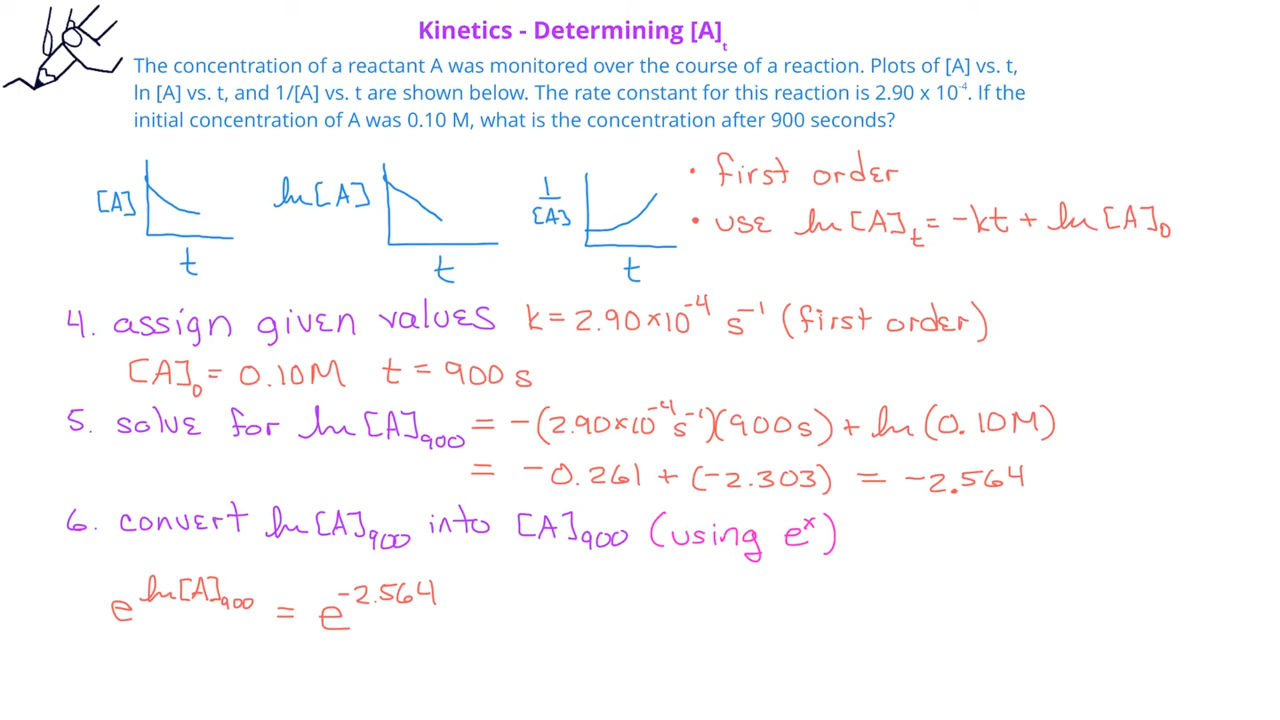 Kinetics - Determining [A]t
The concentration of a reactant A was monitored over the course of a reaction. Plots of [A] vs. t,
ln [A] vs. t, and 1/[A] vs. t are shown below. The rate constant for this reaction is 2.90 x 10⁻⁴. If the
initial concentration of A was 0.10 M, what is the concentration after 900 seconds?
[A]
t
ln[A]
t
1/[A]
t
• first order
• use ln[A]t = -kt + ln[A]₀
4. assign given values k = 2.90×10⁻⁴ s⁻¹ (first order)
[A]₀ = 0.10M t = 900s
5. solve for ln[A]₉₀₀ = -(2.90×10⁻⁴ s⁻¹)(900s) + ln(0.10M)
= -0.261 + (-2.303) = -2.564
6. convert ln[A]₉₀₀ into [A]₉₀₀ (using eˣ)
e^ln[A]₉₀₀ = e^-2.564